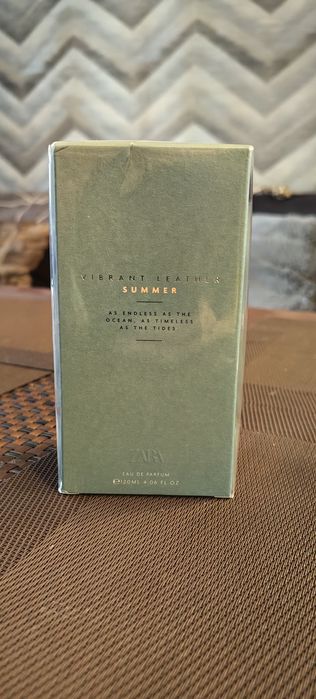 VIBRANT LEATHER
SUMMER
AS ENDLESS AS THE
OCEAN, AS TIMELESS
AS THE TIDES
ZARA
EAU DE PARFUM
℮120ML 4.06 FL.OZ